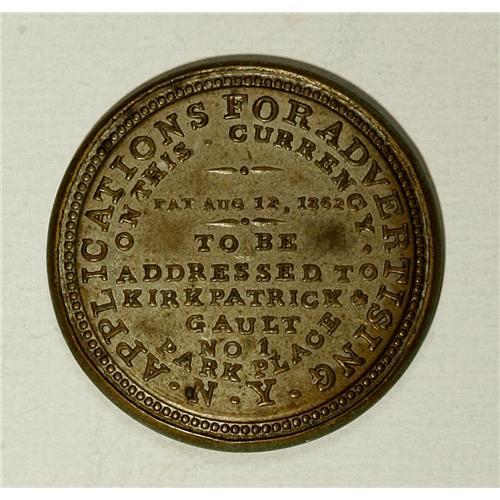 APPLICATIONS FOR ADVERTISING
ON THIS · CURRENCY ·
PAT AUG 12, 1862
TO BE
ADDRESSED TO
KIRKPATRICK &
GAULT
NO 1
PARK PLACE
· N · Y ·